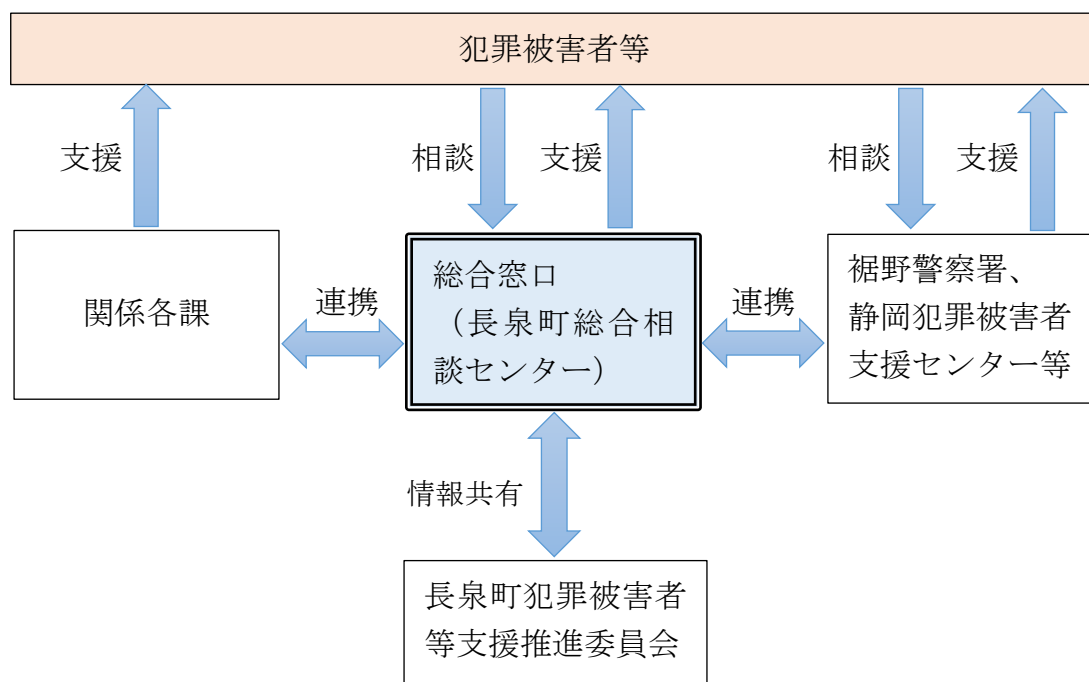 犯罪被害者等
支援
相談
支援
相談
支援
関係各課
連携
総合窓口
（長泉町総合相
談センター）
連携
裾野警察署、
静岡犯罪被害者
支援センター等
情報共有
長泉町犯罪被害者
等支援推進委員会